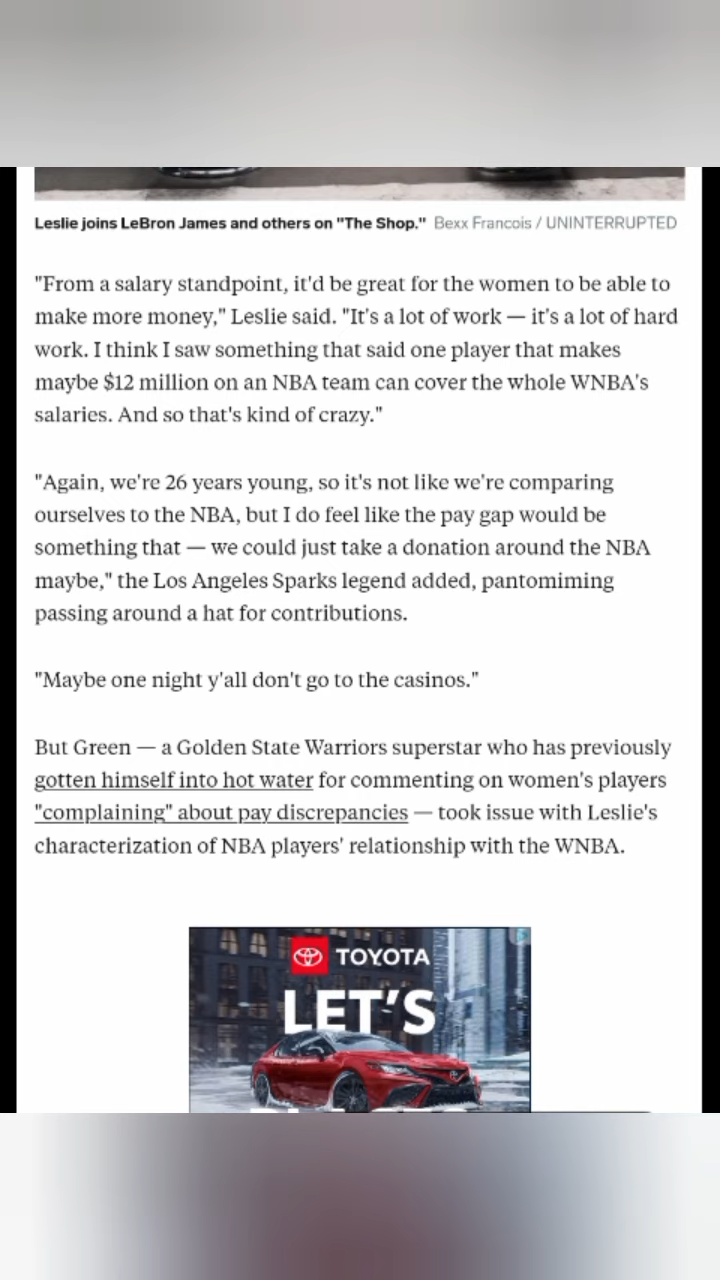 Leslie joins LeBron James and others on "The Shop." Bexx Francois / UNINTERRUPTED
"From a salary standpoint, it'd be great for the women to be able to
make more money," Leslie said. "It's a lot of work — it's a lot of hard
work. I think I saw something that said one player that makes
maybe $12 million on an NBA team can cover the whole WNBA's
salaries. And so that's kind of crazy."
"Again, we're 26 years young, so it's not like we're comparing
ourselves to the NBA, but I do feel like the pay gap would be
something that — we could just take a donation around the NBA
maybe," the Los Angeles Sparks legend added, pantomiming
passing around a hat for contributions.
"Maybe one night y'all don't go to the casinos."
But Green — a Golden State Warriors superstar who has previously
gotten himself into hot water for commenting on women's players
"complaining" about pay discrepancies — took issue with Leslie's
characterization of NBA players' relationship with the WNBA.
TOYOTA
LET'S